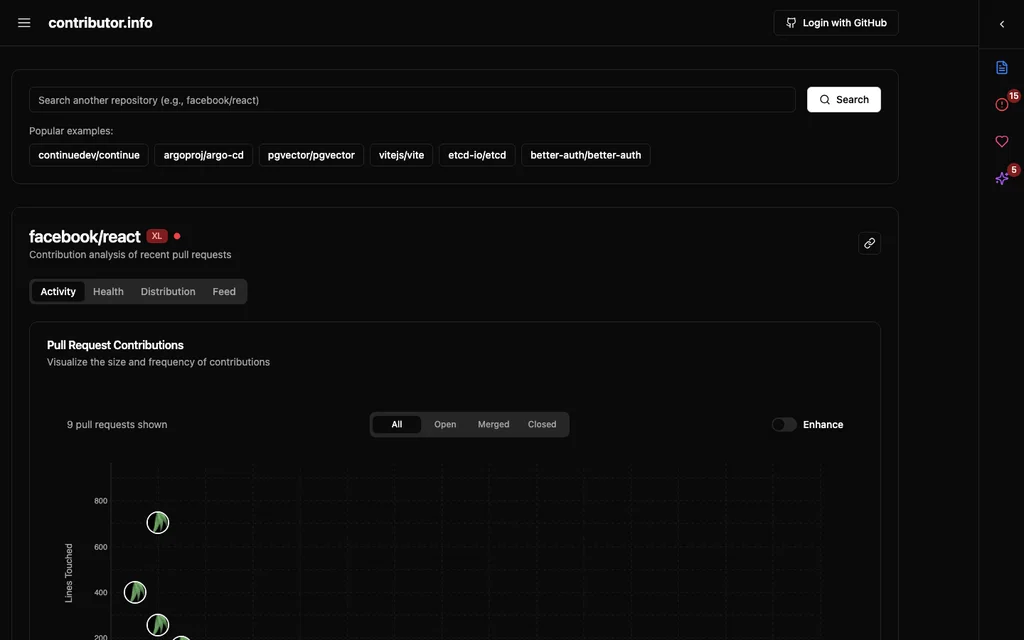 contributor.info
Login with GitHub
Search another repository (e.g., facebook/react)
Search
Popular examples:
continuedev/continue
argoproj/argo-cd
pgvector/pgvector
vitejs/vite
etcd-io/etcd
better-auth/better-auth
15
5
facebook/react XL
Contribution analysis of recent pull requests
Activity Health Distribution Feed
Pull Request Contributions
Visualize the size and frequency of contributions
9 pull requests shown
All Open Merged Closed
Enhance
800
600
400
200
Lines Touched